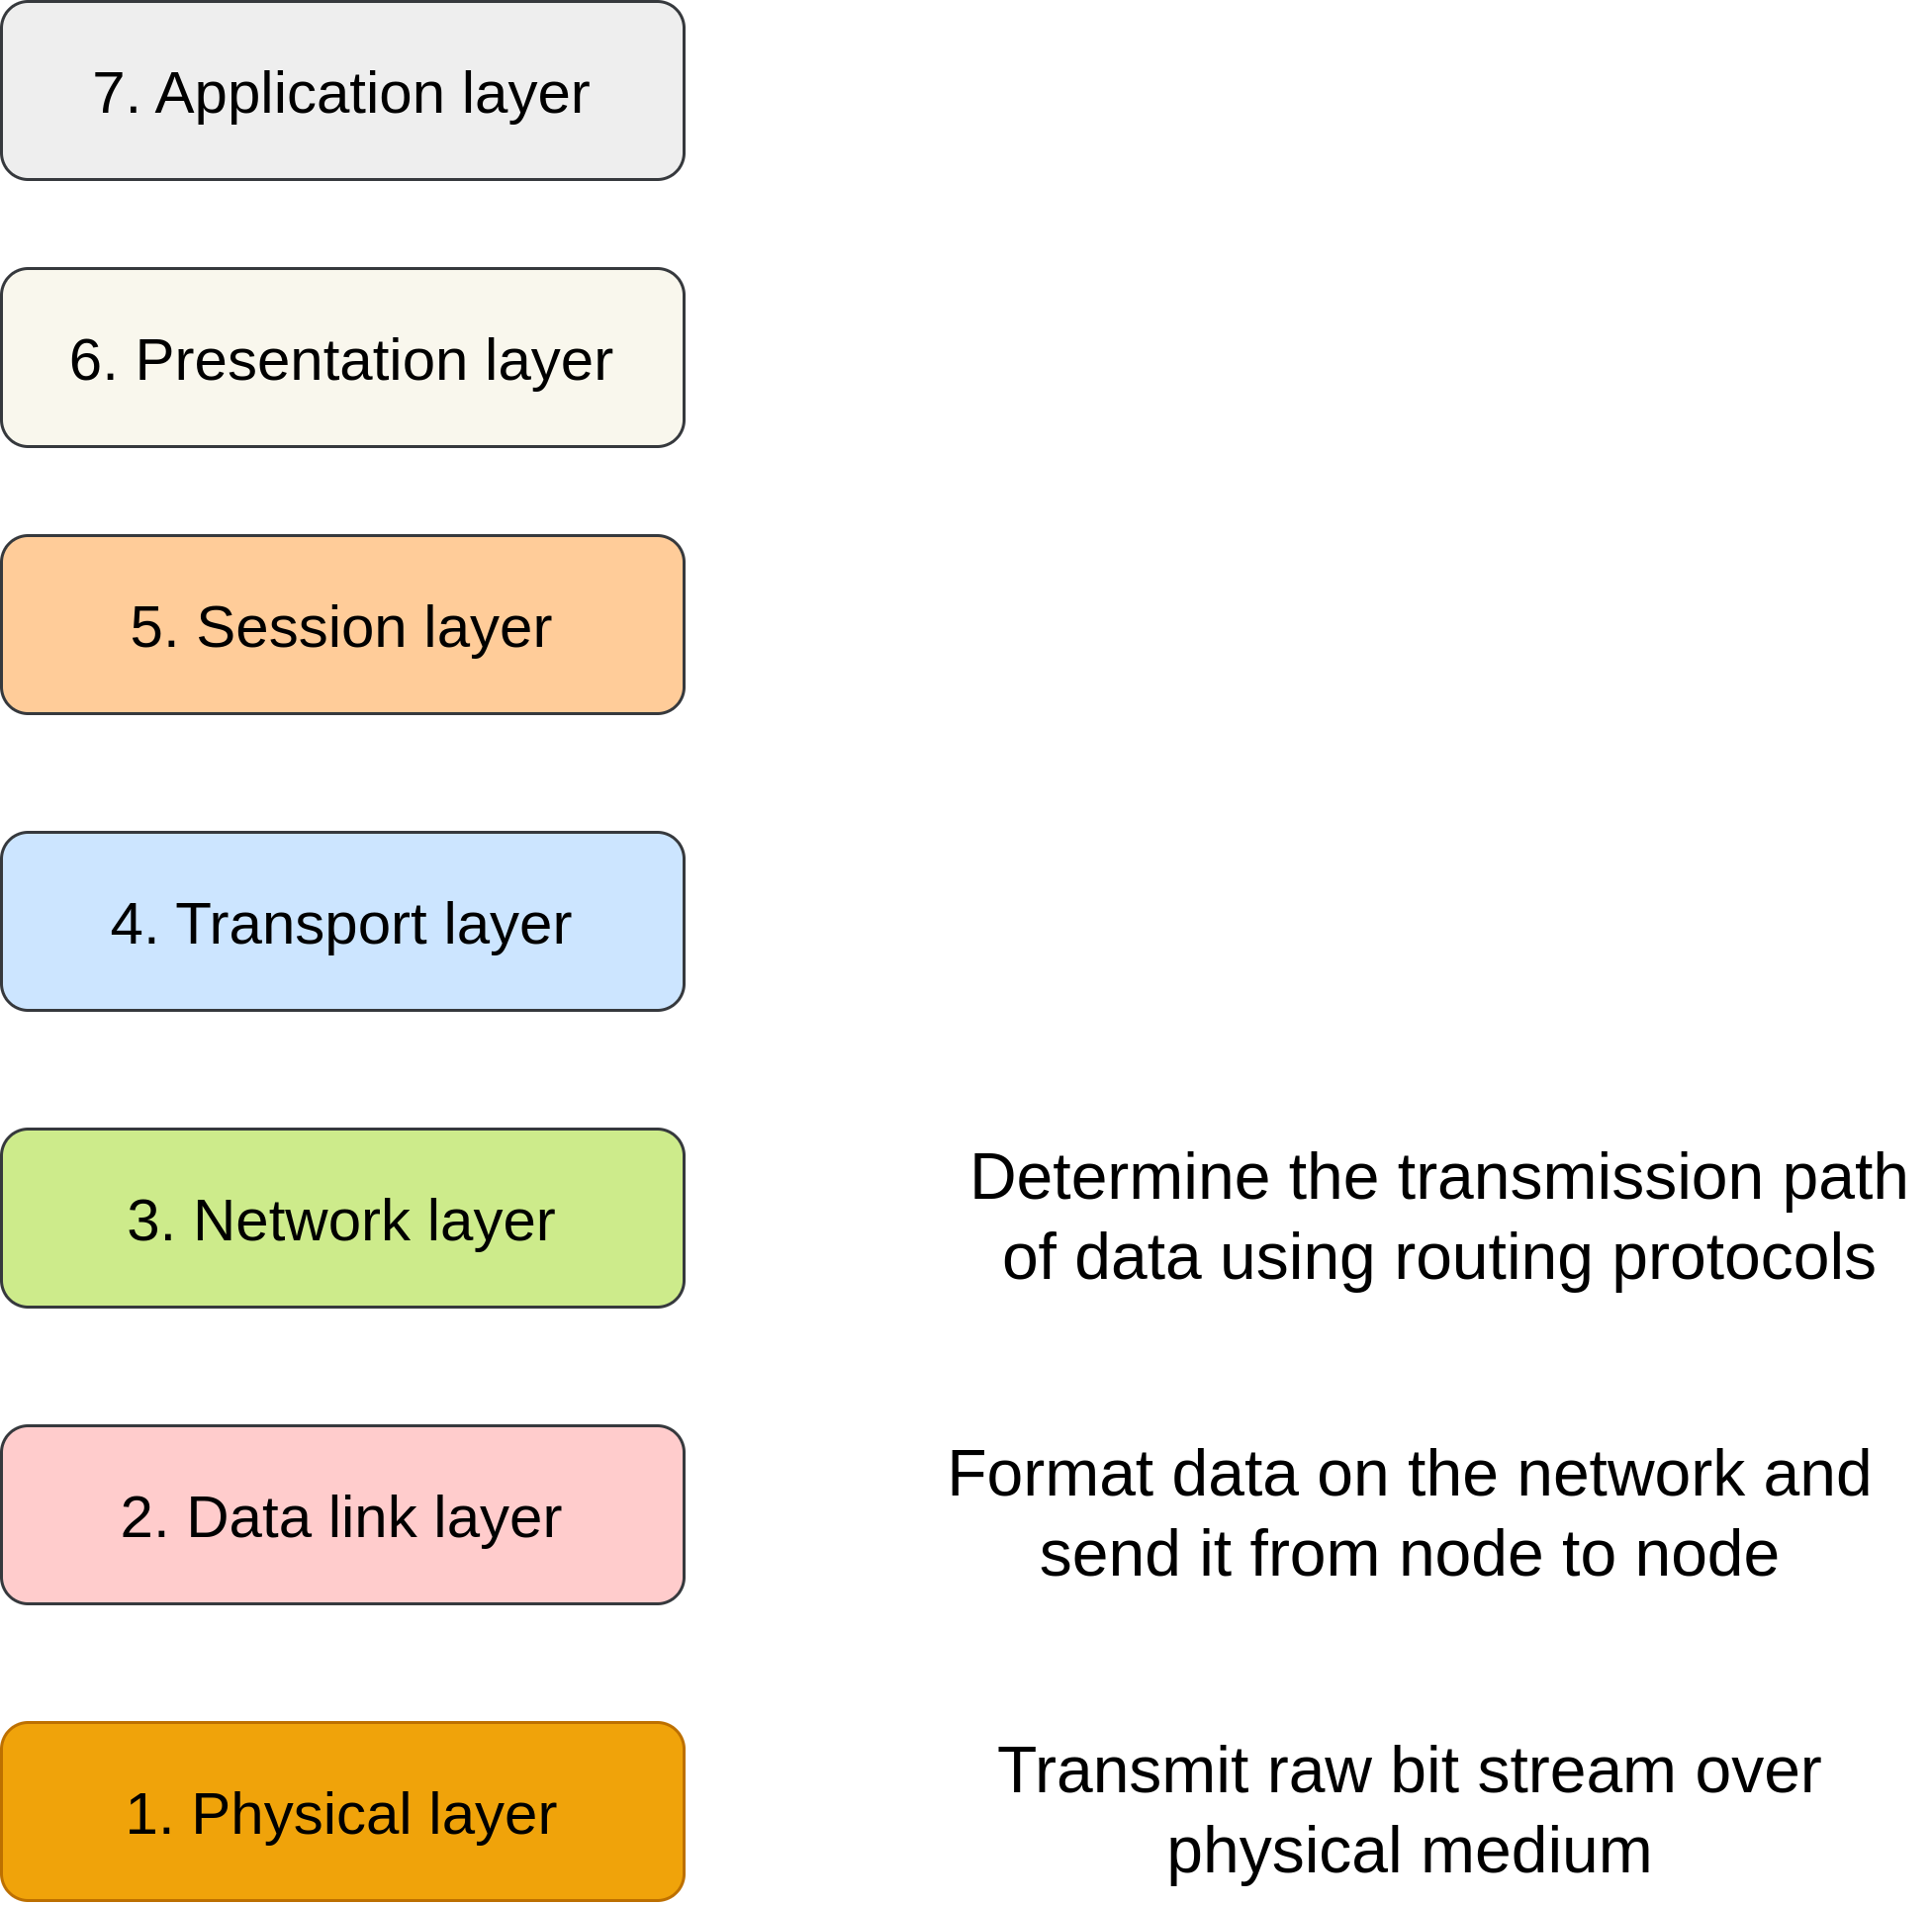 7. Application layer
6. Presentation layer
5. Session layer
4. Transport layer
3. Network layer
Determine the transmission path
of data using routing protocols
2. Data link layer
Format data on the network and
send it from node to node
1. Physical layer
Transmit raw bit stream over
physical medium